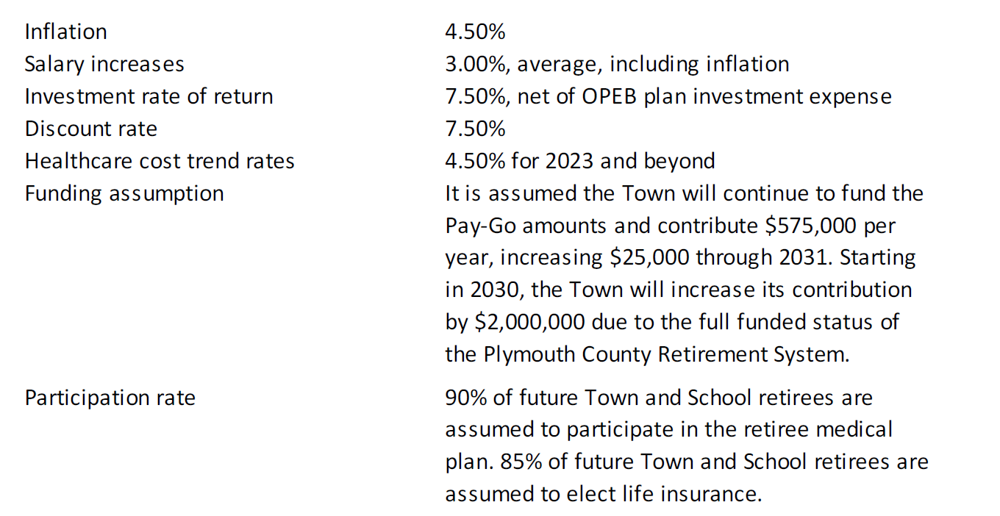 Inflation 4.50%
Salary increases 3.00%, average, including inflation
Investment rate of return 7.50%, net of OPEB plan investment expense
Discount rate 7.50%
Healthcare cost trend rates 4.50% for 2023 and beyond
Funding assumption It is assumed the Town will continue to fund the
Pay-Go amounts and contribute $575,000 per
year, increasing $25,000 through 2031. Starting
in 2030, the Town will increase its contribution
by $2,000,000 due to the full funded status of
the Plymouth County Retirement System.
Participation rate 90% of future Town and School retirees are
assumed to participate in the retiree medical
plan. 85% of future Town and School retirees are
assumed to elect life insurance.